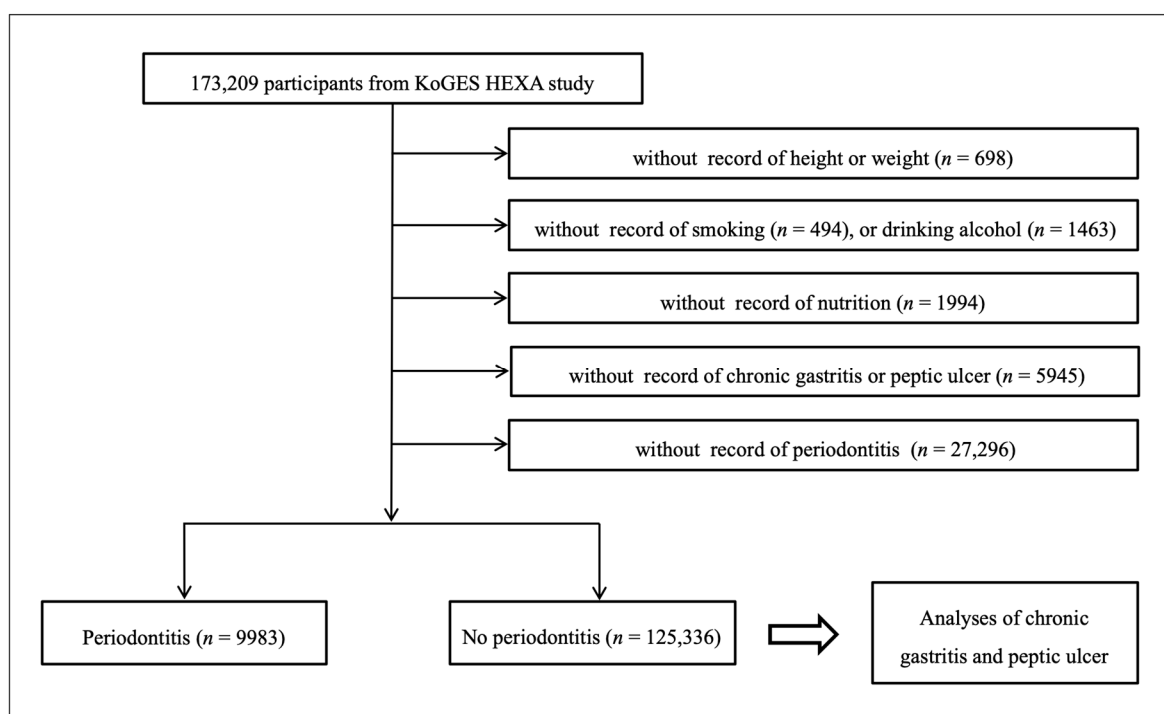 173,209 participants from KoGES HEXA study
without record of height or weight (n = 698)
without record of smoking (n = 494), or drinking alcohol (n = 1463)
without record of nutrition (n = 1994)
without record of chronic gastritis or peptic ulcer (n = 5945)
without record of periodontitis (n = 27,296)
Periodontitis (n = 9983)
No periodontitis (n = 125,336)
Analyses of chronic
gastritis and peptic ulcer